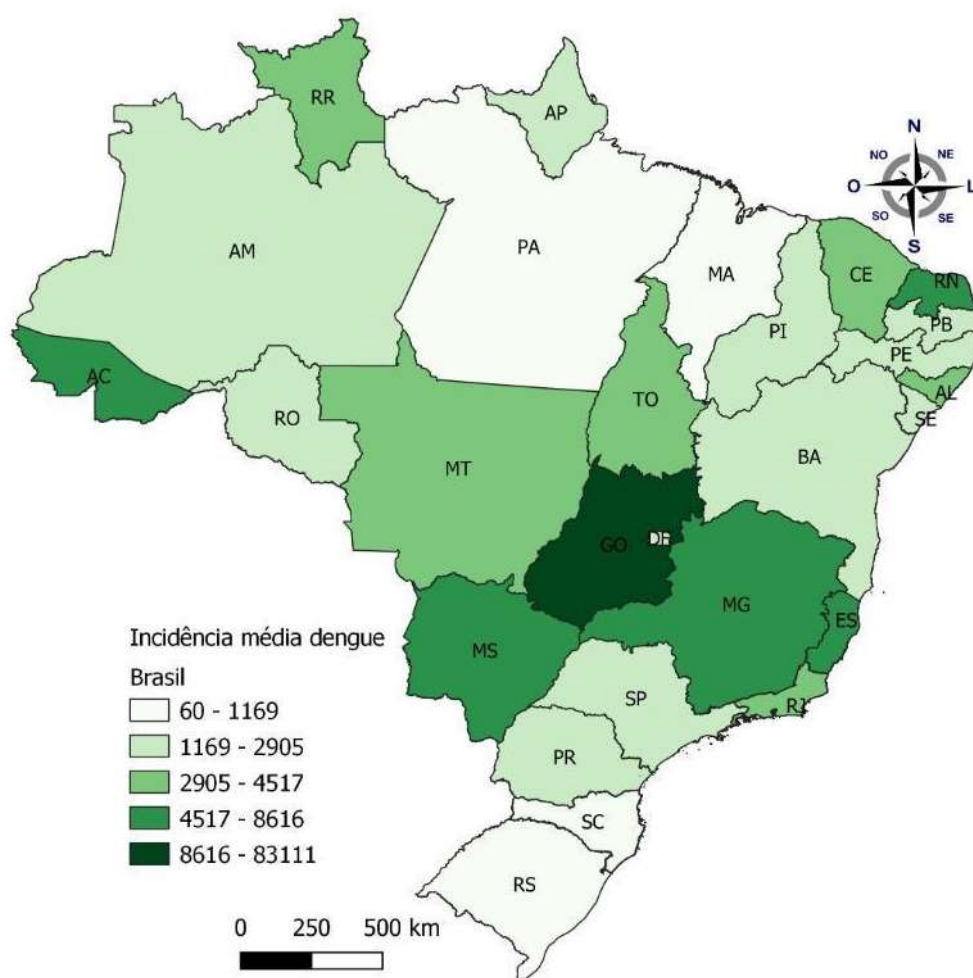 RR
AP
N
NO
NE
O
L
SO
SE
S
AM
PA
MA
CE
RN
PI
PB
PE
AC
TO
AL
RO
SE
MT
BA
GO
DF
MG
ES
MS
SP
RJ
PR
SC
RS
Incidência média dengue
Brasil
60 - 1169
1169 - 2905
2905 - 4517
4517 - 8616
8616 - 83111
0 250 500 km